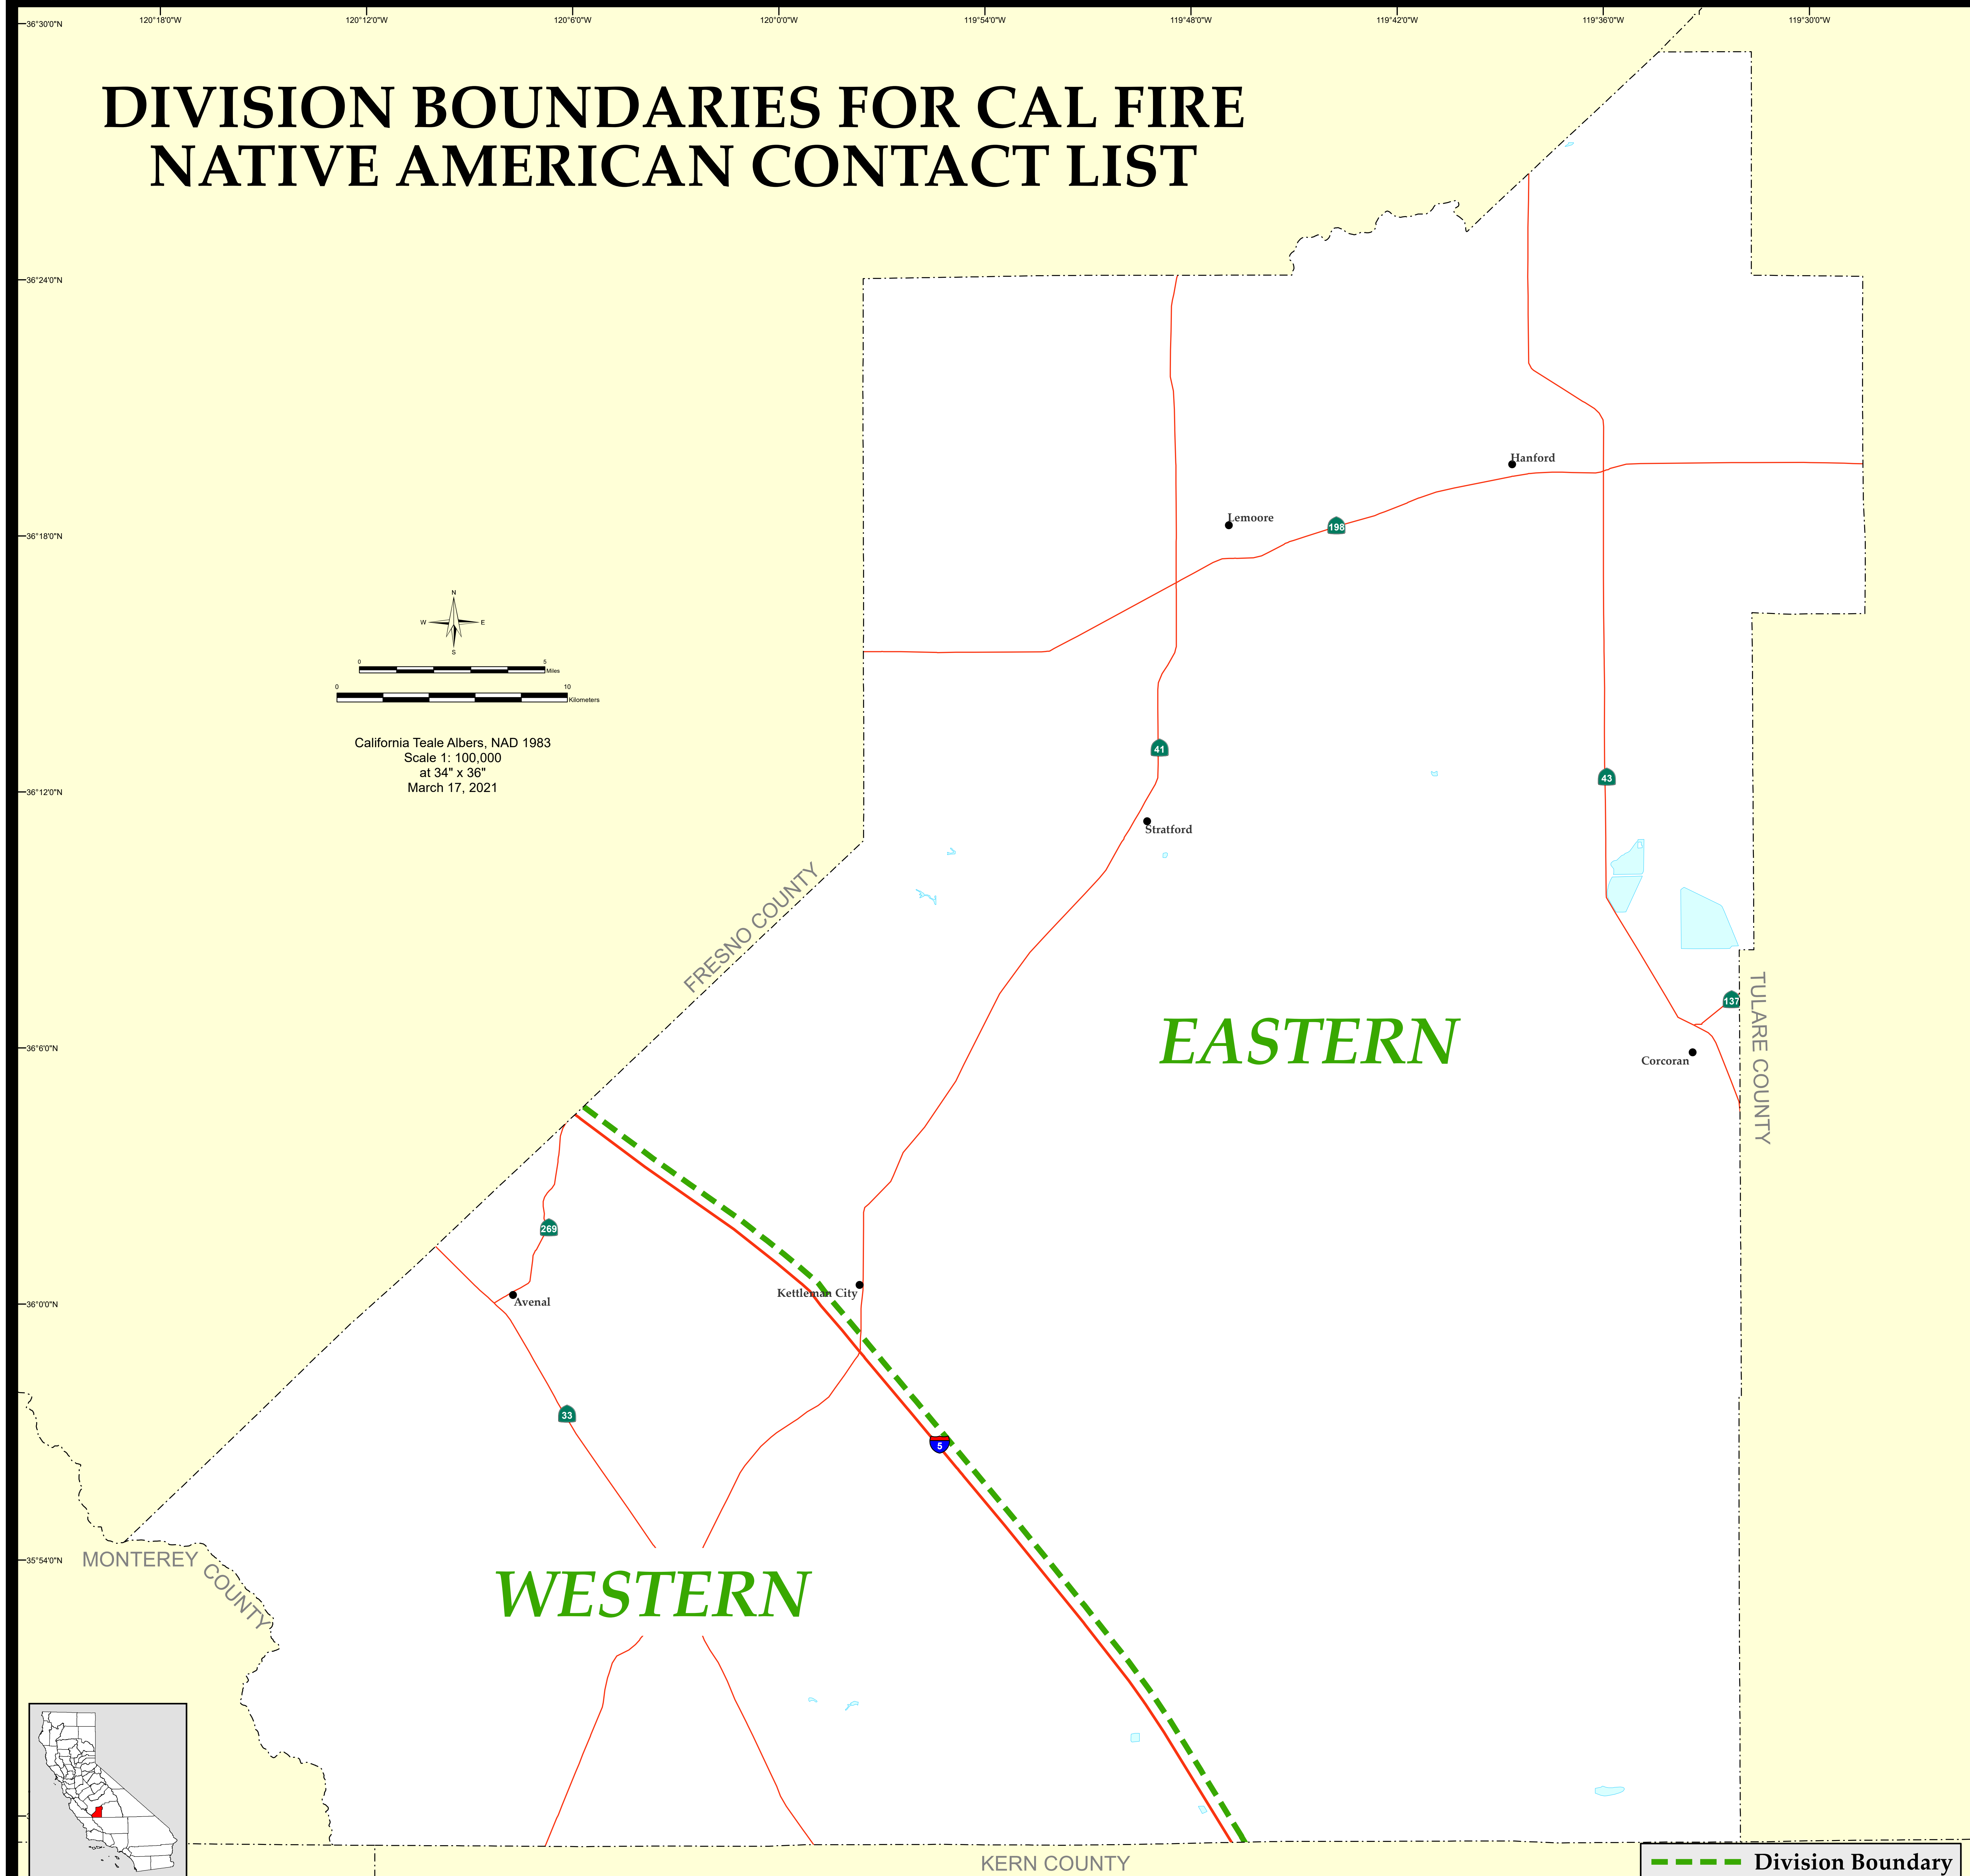 120°18'0"W
120°12'0"W
120°6'0"W
120°0'0"W
119°54'0"W
119°48'0"W
119°42'0"W
119°36'0"W
119°30'0"W
36°30'0"N
DIVISION BOUNDARIES FOR CAL FIRE
NATIVE AMERICAN CONTACT LIST
36°24'0"N
Hanford
Lemoore
198
36°18'0"N
N
W
E
S
0
5
Miles
0
10
Kilometers
California Teale Albers, NAD 1983
Scale 1: 100,000
at 34" x 36"
March 17, 2021
41
43
36°12'0"N
Stratford
FRESNO COUNTY
TULARE COUNTY
137
EASTERN
36°6'0"N
Corcoran
269
Kettleman City
36°0'0"N
Avenal
33
5
35°54'0"N
MONTEREY COUNTY
WESTERN
KERN COUNTY
Division Boundary